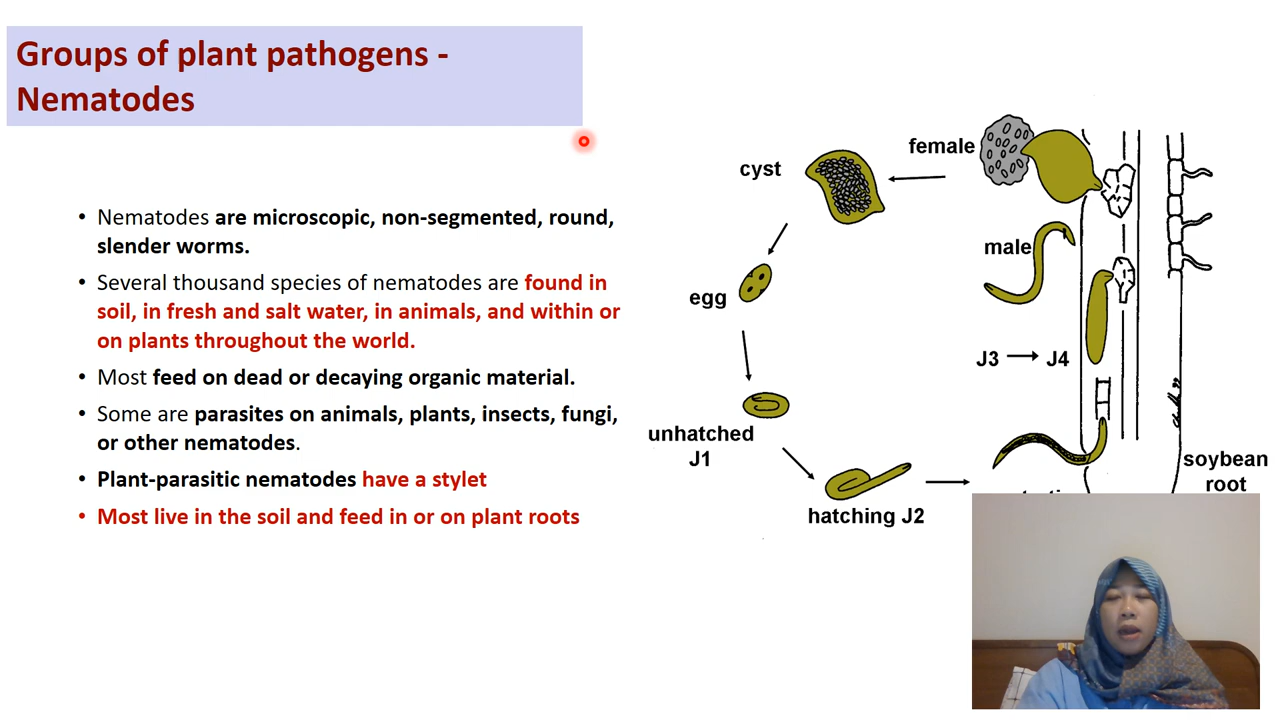 Groups of plant pathogens -
Nematodes
• Nematodes are microscopic, non-segmented, round,
slender worms.
• Several thousand species of nematodes are found in
soil, in fresh and salt water, in animals, and within or
on plants throughout the world.
• Most feed on dead or decaying organic material.
• Some are parasites on animals, plants, insects, fungi,
or other nematodes.
• Plant-parasitic nematodes have a stylet
• Most live in the soil and feed in or on plant roots
female
cyst
male
egg
J3 → J4
unhatched
J1
soybean
root
hatching J2